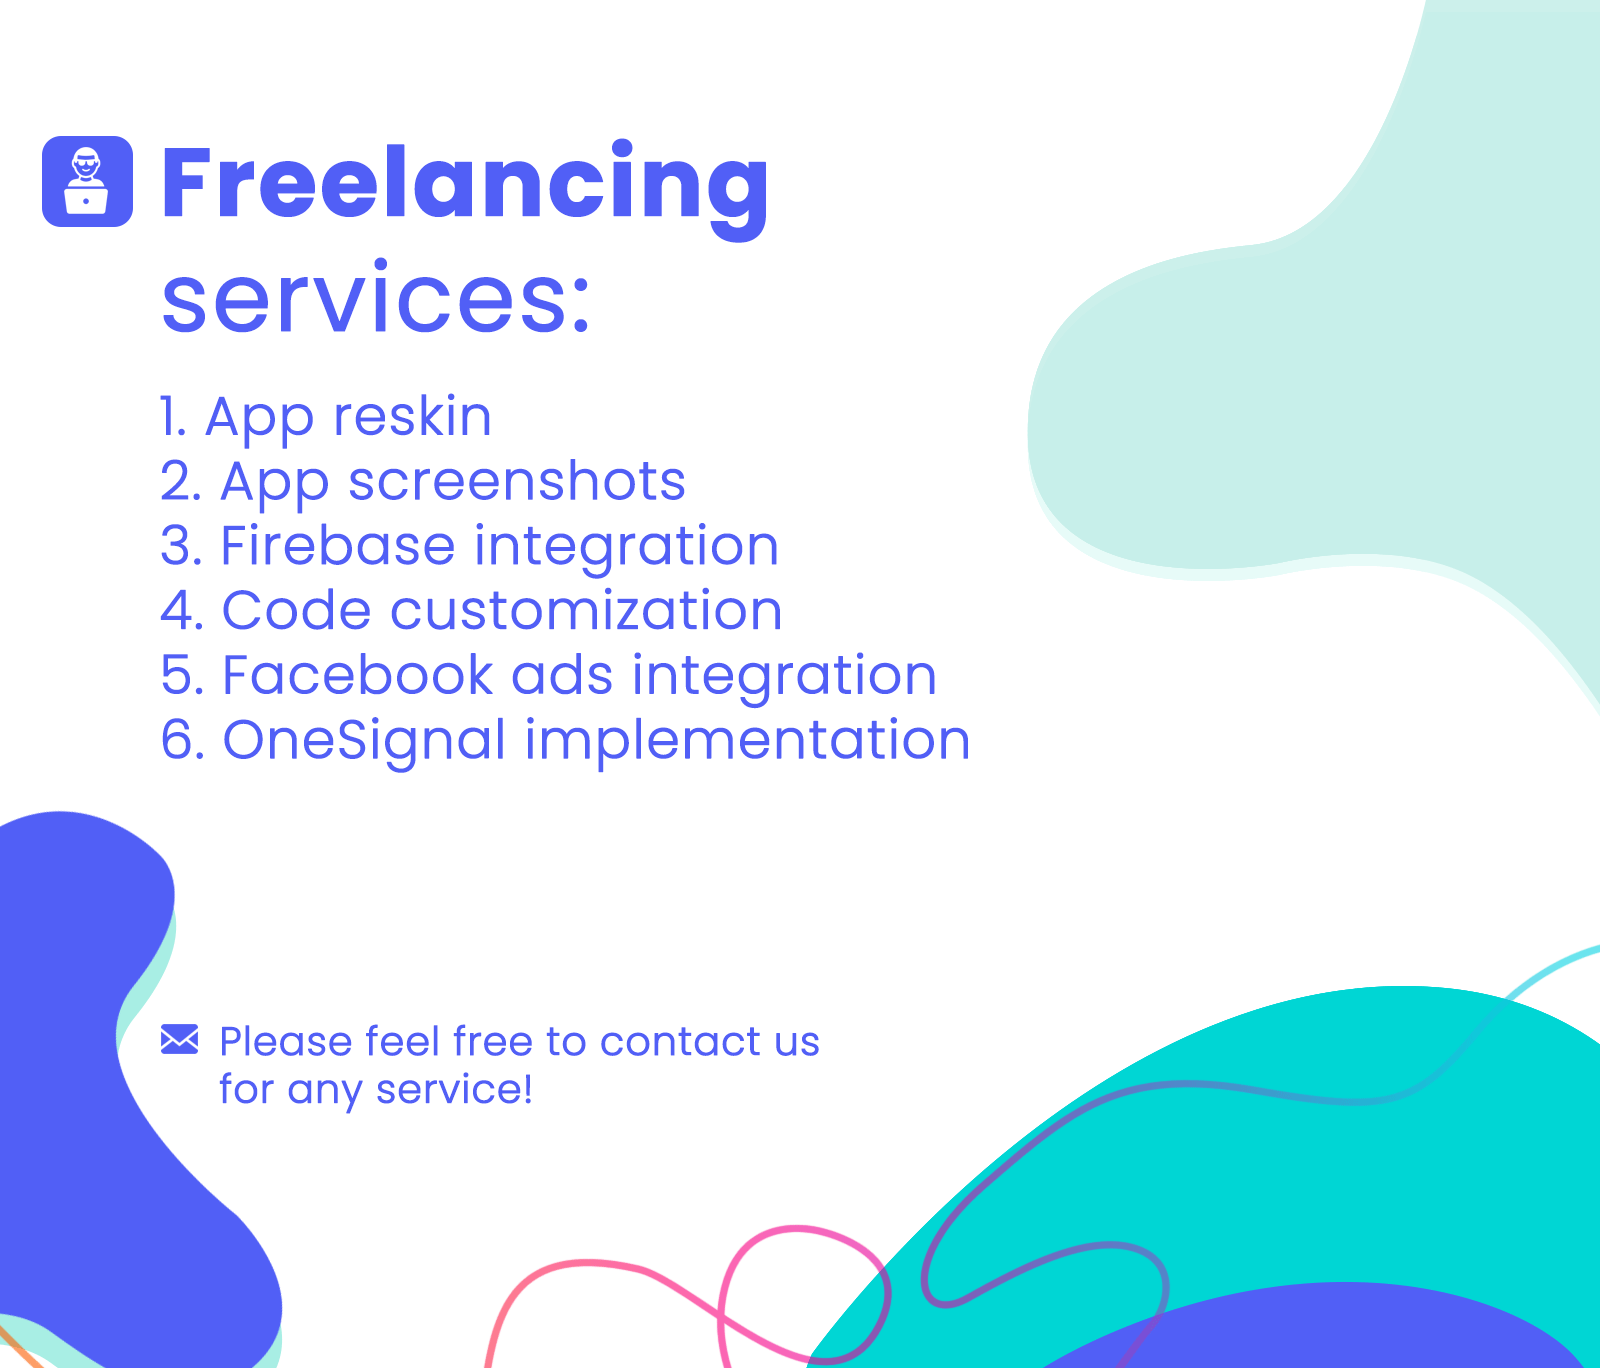 Freelancing
services:
1. App reskin
2. App screenshots
3. Firebase integration
4. Code customization
5. Facebook ads integration
6. OneSignal implementation
Please feel free to contact us
for any service!